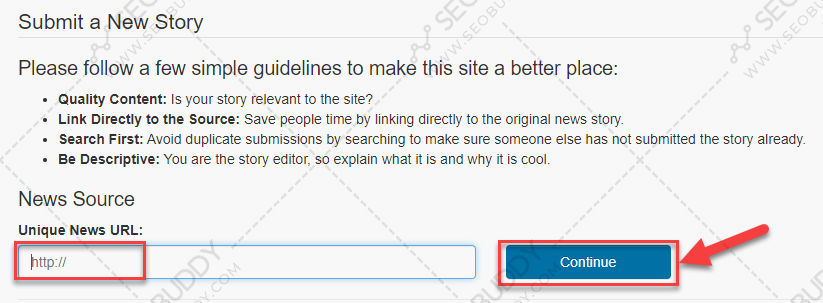 Submit a New Story
Please follow a few simple guidelines to make this site a better place:
Quality Content: Is your story relevant to the site?
Link Directly to the Source: Save people time by linking directly to the original news story.
Search First: Avoid duplicate submissions by searching to make sure someone else has not submitted the story already.
Be Descriptive: You are the story editor, so explain what it is and why it is cool.
News Source
Unique News URL:
http://
Continue